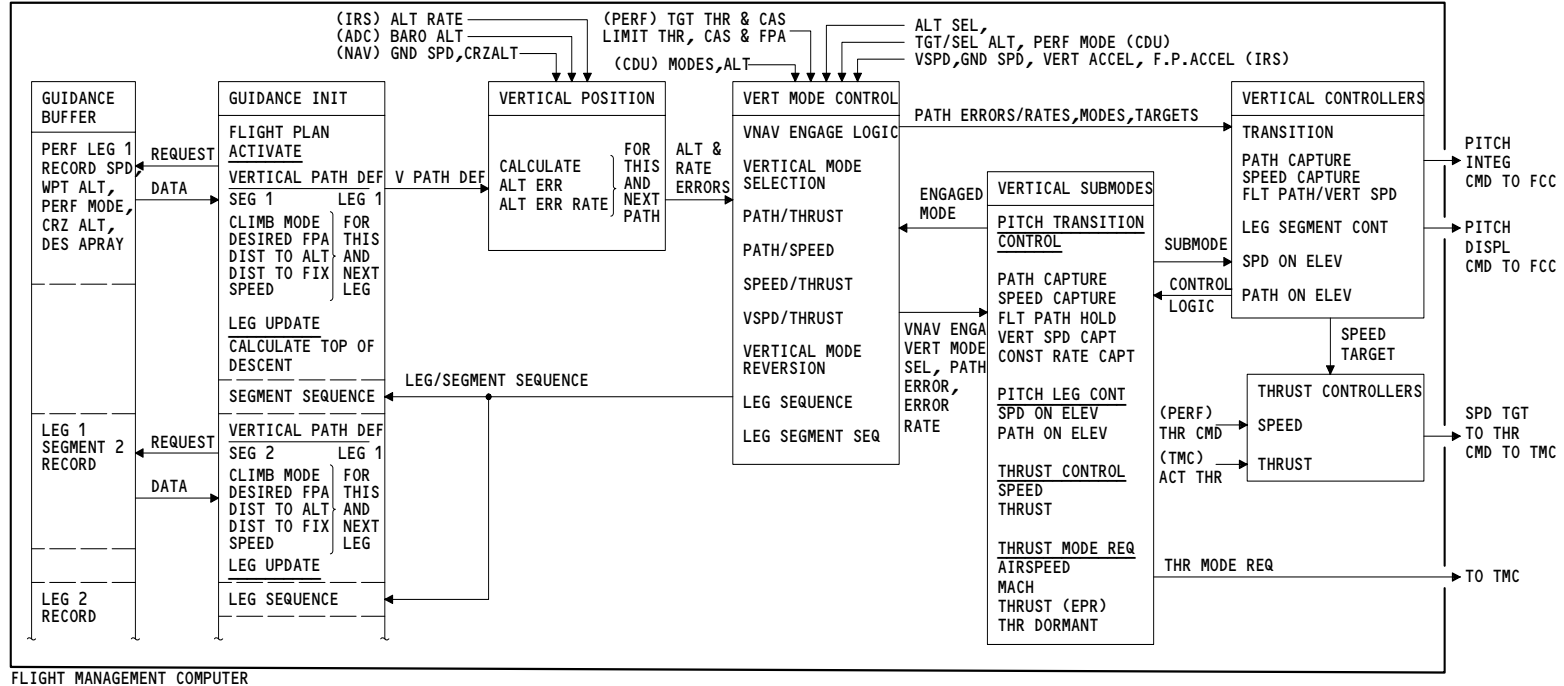 (IRS) ALT RATE
(ADC) BARO ALT
(NAV) GND SPD,CRZALT
(PERF) TGT THR & CAS
LIMIT THR, CAS & FPA
(CDU) MODES,ALT
ALT SEL,
TGT/SEL ALT, PERF MODE (CDU)
VSPD,GND SPD, VERT ACCEL, F.P.ACCEL (IRS)
GUIDANCE
BUFFER
PERF LEG 1
RECORD SPD,
WPT ALT,
PERF MODE,
CRZ ALT,
DES APRAY
LEG 1
SEGMENT 2
RECORD
LEG 2
RECORD
REQUEST
DATA
REQUEST
DATA
GUIDANCE INIT
FLIGHT PLAN
ACTIVATE
VERTICAL PATH DEF
SEG 1 LEG 1
CLIMB MODE FOR
DESIRED FPA THIS
DIST TO ALT AND
DIST TO FIX NEXT
SPEED LEG
LEG UPDATE
CALCULATE TOP OF
DESCENT
SEGMENT SEQUENCE
VERTICAL PATH DEF
SEG 2 LEG 1
CLIMB MODE FOR
DESIRED FPA THIS
DIST TO ALT AND
DIST TO FIX NEXT
SPEED LEG
LEG UPDATE
LEG SEQUENCE
V PATH DEF
VERTICAL POSITION
CALCULATE
ALT ERR
ALT ERR RATE
FOR
THIS
AND
NEXT
PATH
ALT &
RATE
ERRORS
LEG/SEGMENT SEQUENCE
VERT MODE CONTROL
VNAV ENGAGE LOGIC
VERTICAL MODE
SELECTION
PATH/THRUST
PATH/SPEED
SPEED/THRUST
VSPD/THRUST
VERTICAL MODE
REVERSION
LEG SEQUENCE
LEG SEGMENT SEQ
PATH ERRORS/RATES,MODES,TARGETS
ENGAGED
MODE
VNAV ENGA
VERT MODE
SEL, PATH
ERROR,
ERROR
RATE
VERTICAL SUBMODES
PITCH TRANSITION
CONTROL
PATH CAPTURE
SPEED CAPTURE
FLT PATH HOLD
VERT SPD CAPT
CONST RATE CAPT
PITCH LEG CONT
SPD ON ELEV
PATH ON ELEV
THRUST CONTROL
SPEED
THRUST
THRUST MODE REQ
AIRSPEED
MACH
THRUST (EPR)
THR DORMANT
SUBMODE
CONTROL
LOGIC
VERTICAL CONTROLLERS
TRANSITION
PATH CAPTURE
SPEED CAPTURE
FLT PATH/VERT SPD
LEG SEGMENT CONT
SPD ON ELEV
PATH ON ELEV
PITCH
INTEG
CMD TO FCC
PITCH
DISPL
CMD TO FCC
SPEED
TARGET
THRUST CONTROLLERS
SPEED
THRUST
(PERF)
THR CMD
(TMC)
ACT THR
SPD TGT
TO THR
CMD TO TMC
THR MODE REQ
TO TMC
FLIGHT MANAGEMENT COMPUTER